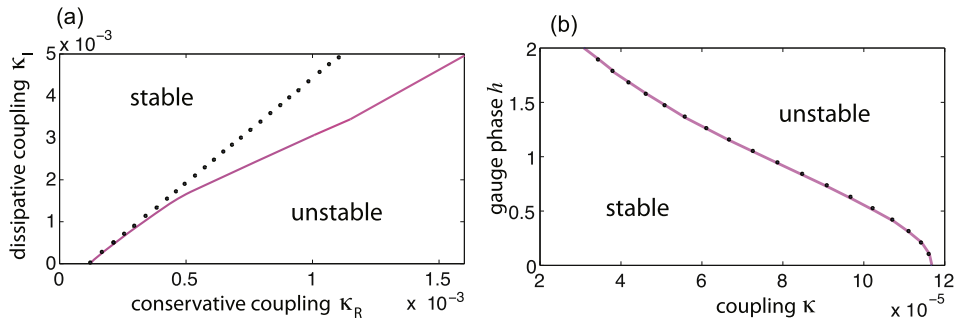 (a)
x 10⁻³
5
4
3
2
1
0
dissipative coupling κ_I
stable
unstable
0 0.5 1 1.5
conservative coupling κ_R x 10⁻³
(b)
2
1.5
1
0.5
0
gauge phase h
unstable
stable
2 4 6 8 10 12
coupling κ x 10⁻⁵